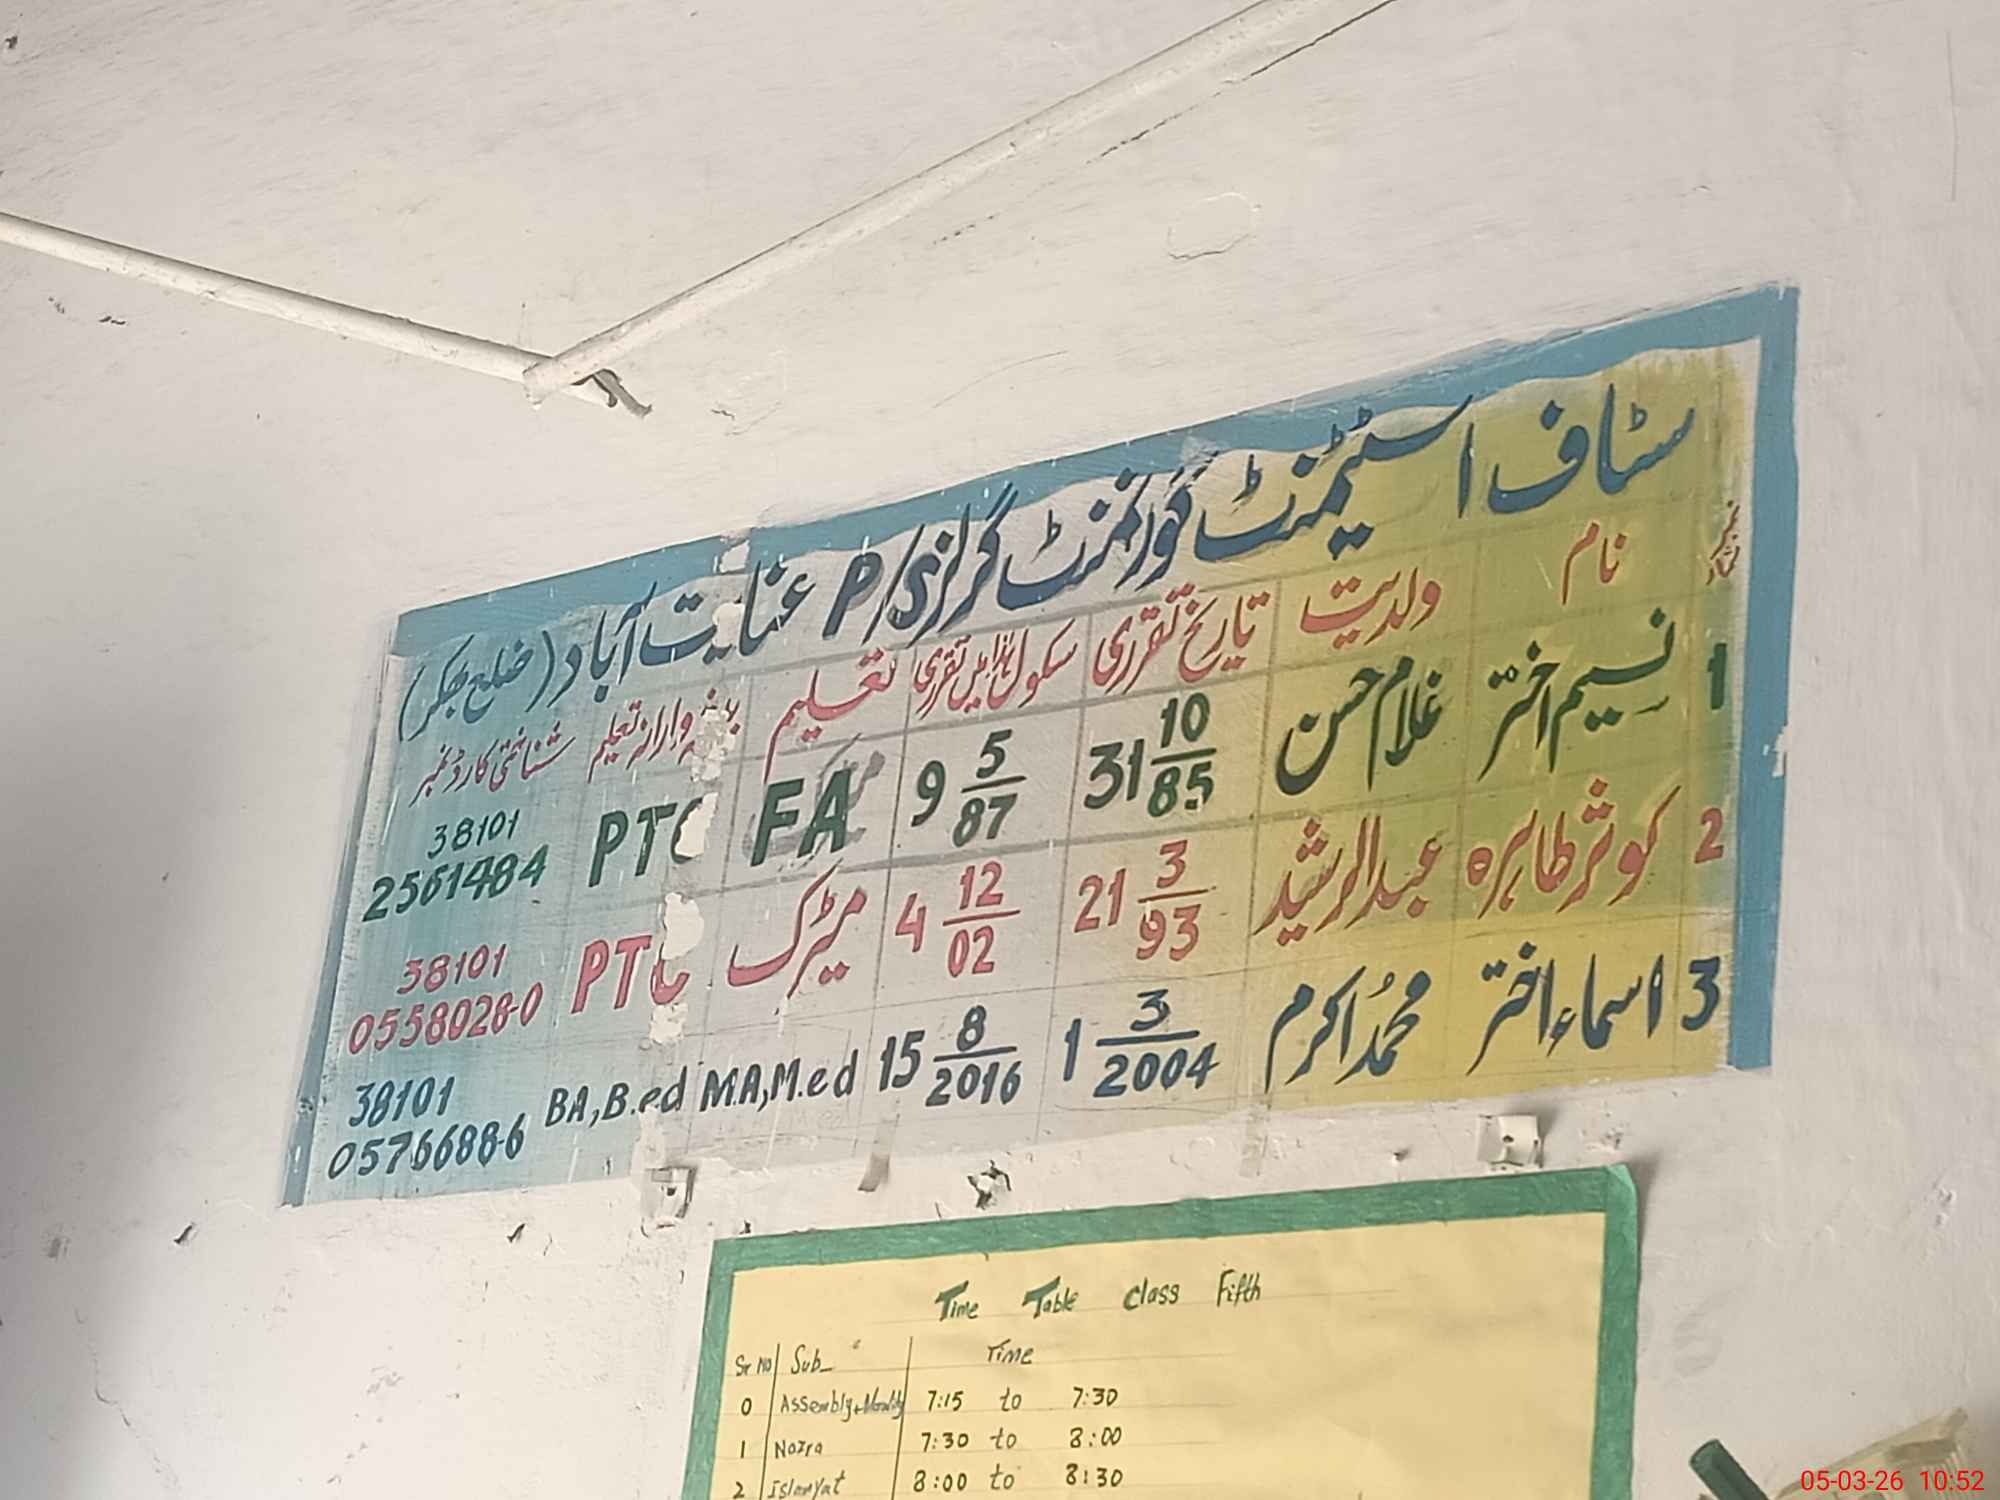 سٹاف اسٹیٹمنٹ گورنمنٹ گرلز P/S عنایت آباد (ضلع بھکر)
نمبر شمار نام ولدیت تاریخ تقرری سکول ہذا میں تقرری تعلیم پیشہ وارانہ تعلیم شناختی کارڈ نمبر
1 نسیم اختر غلام حسن 31 10/85 9 5/87 FA PTC 38101 2561484
2 کوثر طاہرہ عبدالرشید 21 3/93 4 12/02 میٹرک PTC 38101 0558028-0
3 اسماء اختر محمد اکرم 1 3/2004 15 8/2016 M.A,M.ed BA,B.ed 38101 0576688-6
Time Table Class Fifth
Sr No Sub_ Time
0 Assembly+Morality 7:15 to 7:30
1 Nazra 7:30 to 8:00
2 Islamyat 8:00 to 8:30
05-03-26 10:52